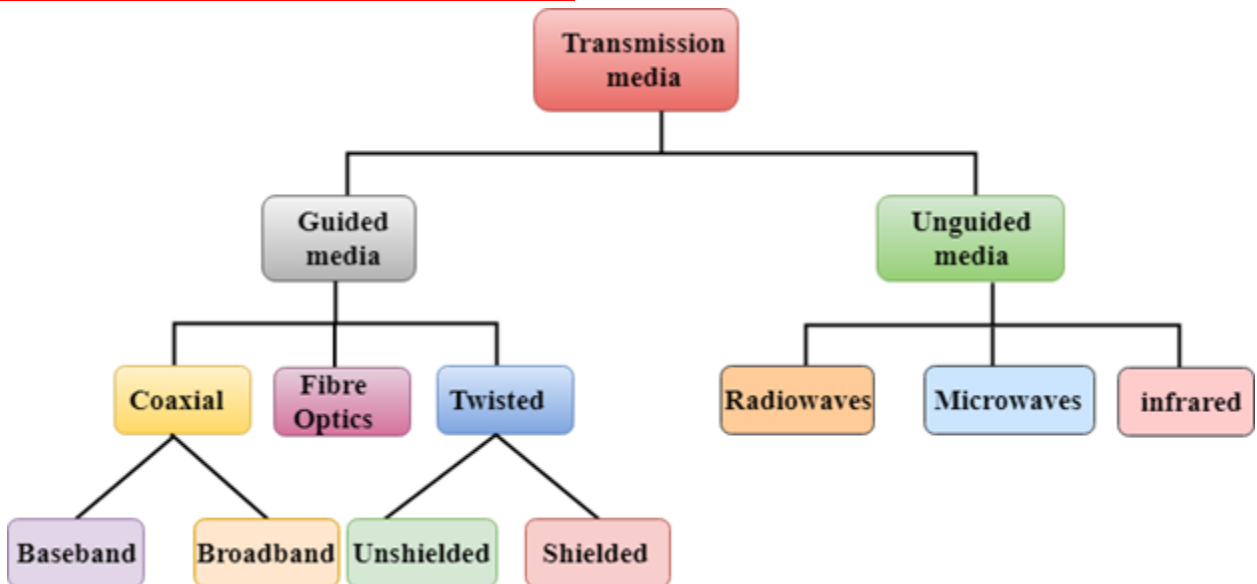 Transmission
media
Guided
media
Unguided
media
Coaxial
Fibre
Optics
Twisted
Radiowaves
Microwaves
infrared
Baseband
Broadband
Unshielded
Shielded